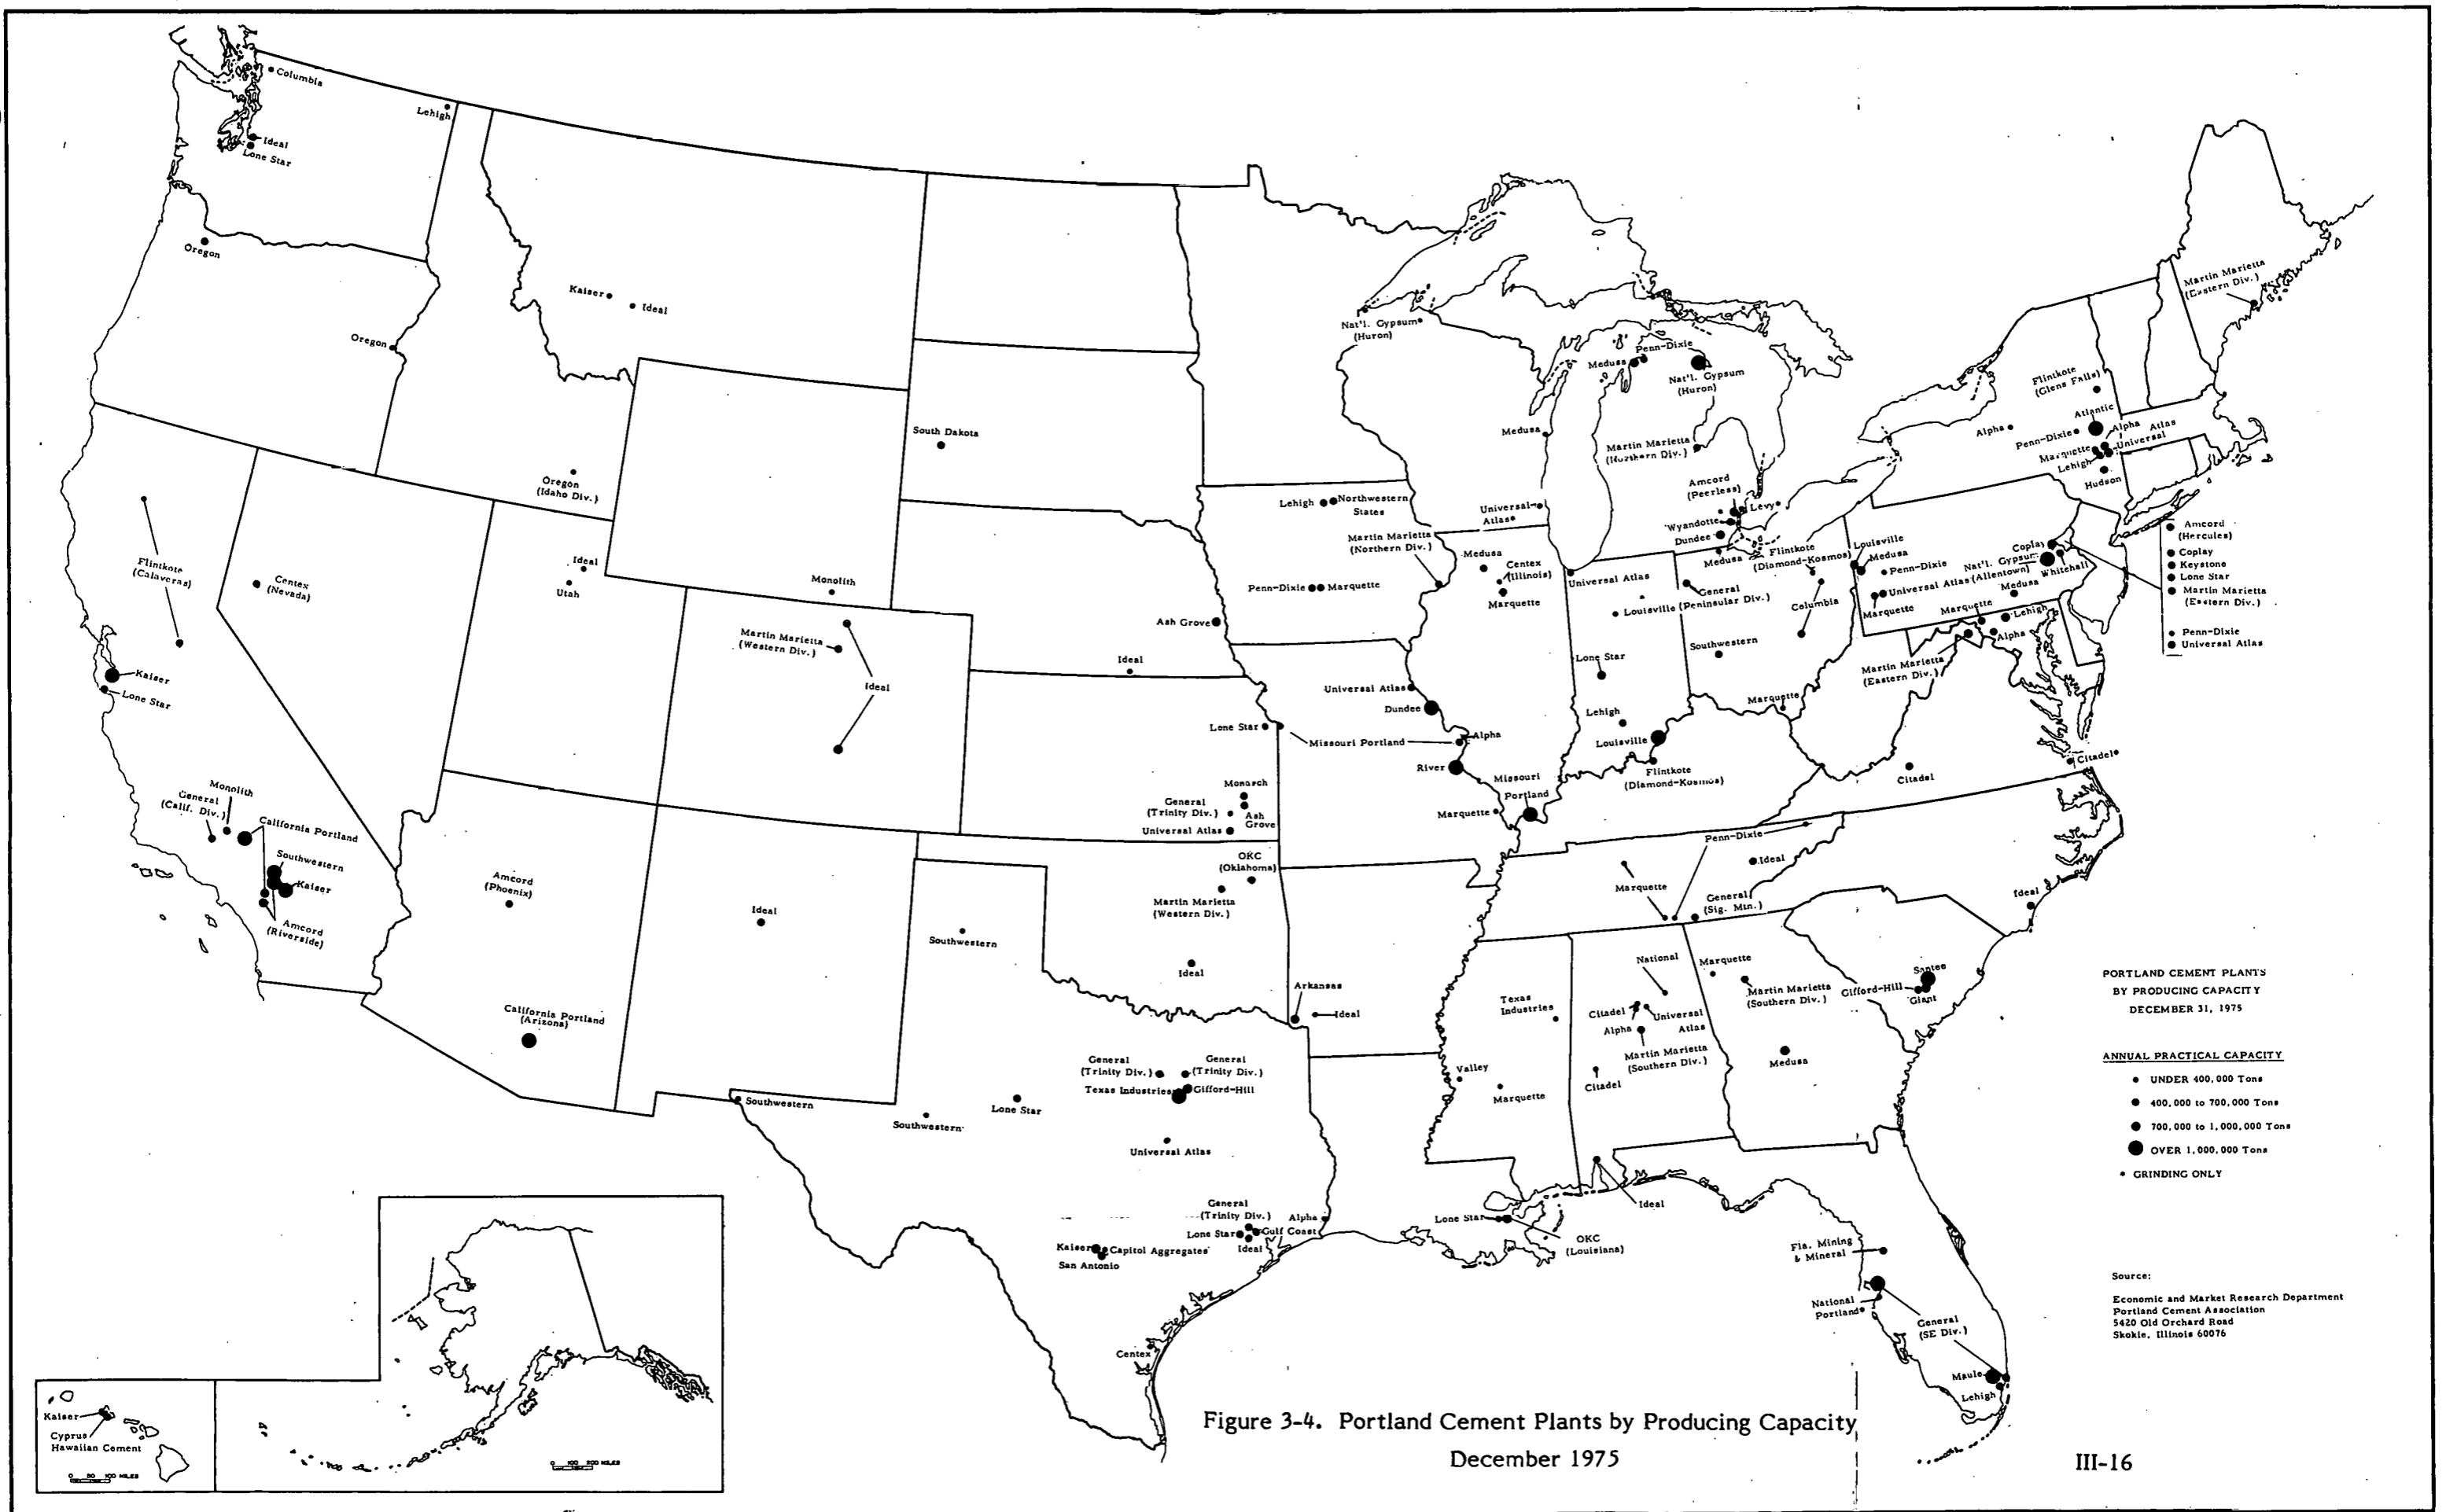 Columbia
Lehigh
Ideal
Lone Star
Oregon
Kaiser
Ideal
Oregon
Oregon
(Idaho Div.)
Flintkote
(Calaveras)
Centex
(Nevada)
Ideal
Utah
Monolith
Martin Marietta
(Western Div.)
Ideal
Kaiser
Lone Star
Monolith
General
(Calif. Div.)
California Portland
Southwestern
Kaiser
Amcord
(Riverside)
Amcord
(Phoenix)
California Portland
(Arizona)
Ideal
South Dakota
Ash Grove
Ideal
Lone Star
Monarch
General
(Trinity Div.)
Ash
Grove
Universal Atlas
OKC
(Oklahoma)
Martin Marietta
(Western Div.)
Ideal
Southwestern
Southwestern
Southwestern
Lone Star
General
(Trinity Div.)
General
(Trinity Div.)
Texas Industries
Gifford-Hill
Universal Atlas
General
(Trinity Div.)
Alpha
Lone Star
Gulf Coast
Ideal
Kaiser
Capitol Aggregates
San Antonio
Centex
Arkansas
Ideal
Nat'l. Gypsum
(Huron)
Medusa
Penn-Dixie
Nat'l. Gypsum
(Huron)
Medusa
Martin Marietta
(Northern Div.)
Amcord
(Peerless)
Levy
Wyandotte
Dundee
Medusa
Lehigh
Northwestern
States
Universal
Atlas
Martin Marietta
(Northern Div.)
Medusa
Centex
(Illinois)
Marquette
Penn-Dixie
Marquette
Universal Atlas
Louisville
General
(Peninsular Div.)
Flintkote
(Diamond-Kosmos)
Columbia
Southwestern
Lone Star
Universal Atlas
Dundee
Missouri Portland
Alpha
River
Lehigh
Louisville
Marquette
Missouri
Portland
Flintkote
(Diamond-Kosmos)
Marquette
Penn-Dixie
Ideal
Marquette
General
(Sig. Mtn.)
National
Marquette
Martin Marietta
(Southern Div.)
Texas
Industries
Citadel
Universal
Atlas
Alpha
Martin Marietta
(Southern Div.)
Citadel
Medusa
Valley
Marquette
Lone Star
OKC
(Louisiana)
Ideal
Santee
Gifford-Hill
Giant
Ideal
Citadel
Citadel
Fla. Mining
& Mineral
National
Portland
General
(SE Div.)
Maule
Lehigh
Martin Marietta
(Eastern Div.)
Flintkote
(Glens Falls)
Atlantic
Alpha
Penn-Dixie
Alpha
Atlas
Universal
Marquette
Lehigh
Hudson
Louisville
Medusa
Penn-Dixie
Universal Atlas
Marquette
Coplay
Nat'l. Gypsum
(Allentown)
Whitehall
Medusa
Marquette
Lehigh
Alpha
Martin Marietta
(Eastern Div.)
Amcord
(Hercules)
Coplay
Keystone
Lone Star
Martin Marietta
(Eastern Div.)
Penn-Dixie
Universal Atlas
PORTLAND CEMENT PLANTS
BY PRODUCING CAPACITY
DECEMBER 31, 1975
ANNUAL PRACTICAL CAPACITY
UNDER 400,000 Tons
400,000 to 700,000 Tons
700,000 to 1,000,000 Tons
OVER 1,000,000 Tons
GRINDING ONLY
Source:
Economic and Market Research Department
Portland Cement Association
5420 Old Orchard Road
Skokie, Illinois 60076
Kaiser
Cyprus
Hawaiian Cement
0 50 100 MILES
0 100 200 MILES
Figure 3-4. Portland Cement Plants by Producing Capacity
December 1975
III-16